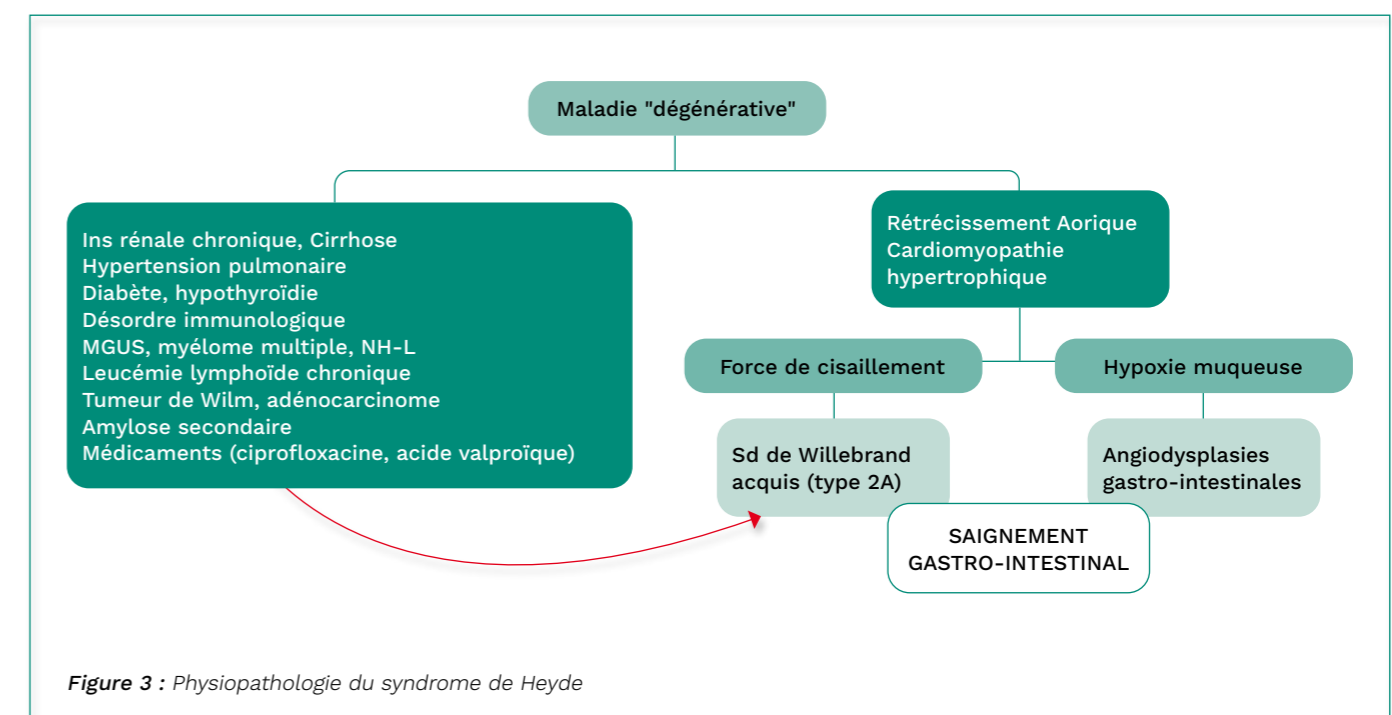 Maladie "dégénérative"
Ins rénale chronique, Cirrhose
Hypertension pulmonaire
Diabète, hypothyroïdie
Désordre immunologique
MGUS, myélome multiple, NH-L
Leucémie lymphoïde chronique
Tumeur de Wilm, adénocarcinome
Amylose secondaire
Médicaments (ciprofloxacine, acide valproïque)
Rétrécissement Aorique
Cardiomyopathie
hypertrophique
Force de cisaillement
Hypoxie muqueuse
Sd de Willebrand
acquis (type 2A)
Angiodysplasies
gastro-intestinales
SAIGNEMENT
GASTRO-INTESTINAL
Figure 3 : Physiopathologie du syndrome de Heyde